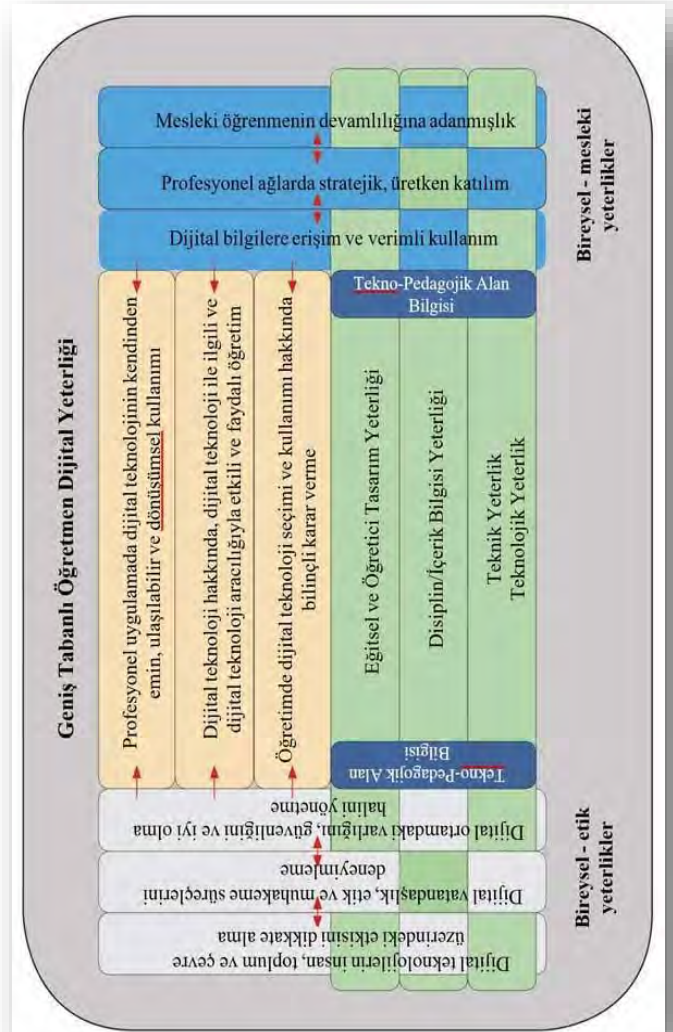 Geniş Tabanlı Öğretmen Dijital Yeterliği
Mesleki öğrenmenin devamlılığına adanmışlık
Profesyonel ağlarda stratejik, üretken katılım
Dijital bilgilere erişim ve verimli kullanım
Bireysel - mesleki
yeterlikler
Profesyonel uygulamada dijital teknolojinin kendinden
emin, ulaşılabilir ve dönüşümsel kullanımı
Dijital teknoloji hakkında, dijital teknoloji ile ilgili ve
dijital teknoloji aracılığıyla etkili ve faydalı öğretim
Öğretimde dijital teknoloji seçimi ve kullanımı hakkında
bilinçli karar verme
Tekno-Pedagojik Alan
Bilgisi
Eğitsel ve Öğretici Tasarım Yeterliği
Disiplin/İçerik Bilgisi Yeterliği
Teknik Yeterlik
Teknolojik Yeterlik
Tekno-Pedagojik Alan
Bilgisi
Dijital ortamdaki varlığını, güvenliğini ve iyi olma
halini yönetme
Dijital vatandaşlık, etik ve muhakeme süreçlerini
deneyimleme
Dijital teknolojilerin insan, toplum ve çevre
üzerindeki etkisini dikkate alma
Bireysel - etik
yeterlikler